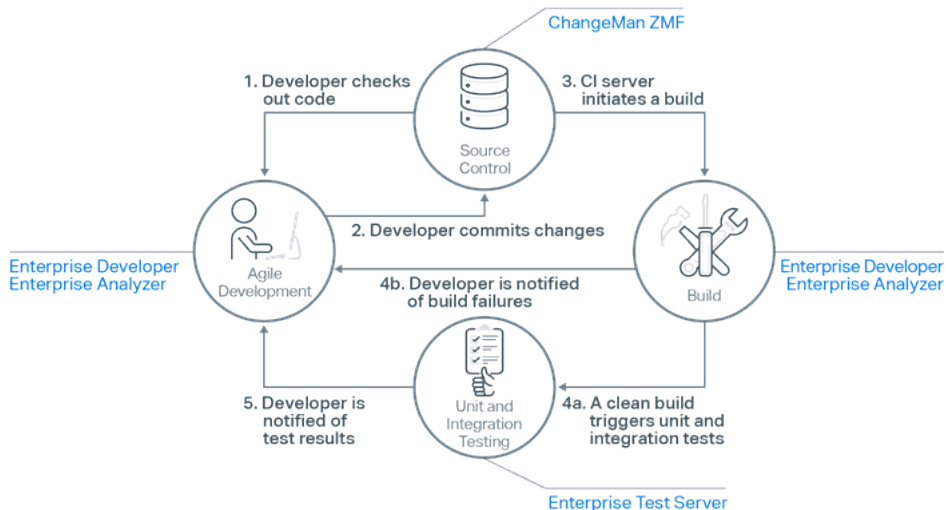 ChangeMan ZMF
1. Developer checks
out code
3. CI server
initiates a build
Source
Control
2. Developer commits changes
Enterprise Developer
Enterprise Analyzer
Agile
Development
4b. Developer is notified
of build failures
Build
Enterprise Developer
Enterprise Analyzer
5. Developer is
notified of
test results
Unit and
Integration
Testing
4a. A clean build
triggers unit and
integration tests
Enterprise Test Server